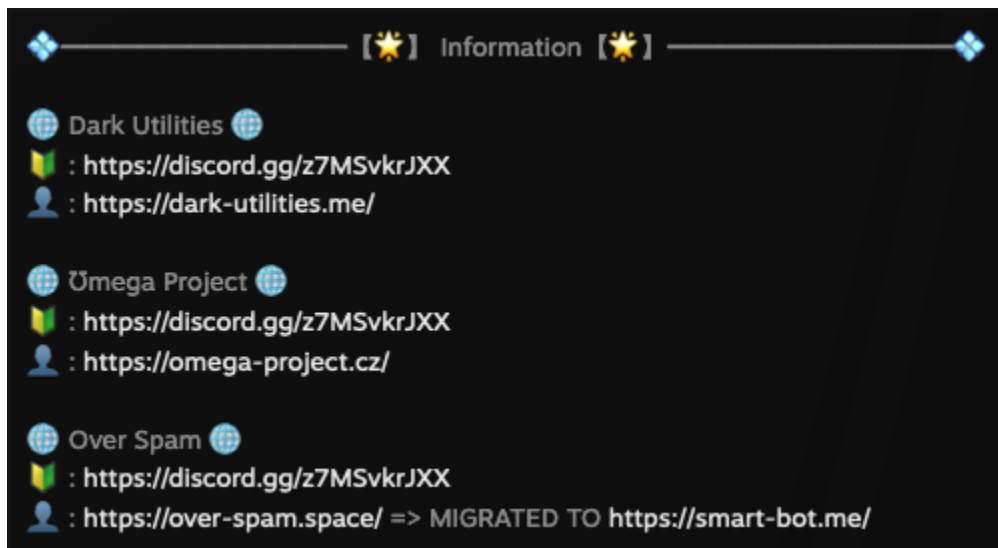 💠 ────────── 【🌟】 Information 【🌟】 ────────── 💠
🌐 Dark Utilities 🌐
🔰 : https://discord.gg/z7MSvkrJXX
👤 : https://dark-utilities.me/
🌐 ʊ̈mega Project 🌐
🔰 : https://discord.gg/z7MSvkrJXX
👤 : https://omega-project.cz/
🌐 Over Spam 🌐
🔰 : https://discord.gg/z7MSvkrJXX
👤 : https://over-spam.space/ => MIGRATED TO https://smart-bot.me/